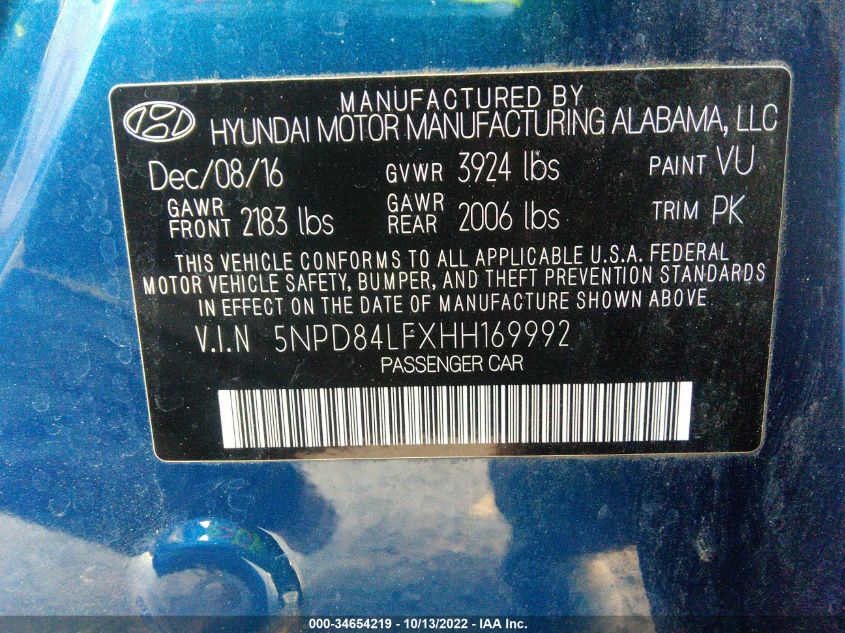 MANUFACTURED BY
HYUNDAI MOTOR MANUFACTURING ALABAMA, LLC
Dec/08/16 GVWR 3924 lbs PAINT VU
GAWR FRONT 2183 lbs GAWR REAR 2006 lbs TRIM PK
THIS VEHICLE CONFORMS TO ALL APPLICABLE U.S.A. FEDERAL
MOTOR VEHICLE SAFETY, BUMPER, AND THEFT PREVENTION STANDARDS
IN EFFECT ON THE DATE OF MANUFACTURE SHOWN ABOVE.
V.I.N 5NPD84LFXHH169992
PASSENGER CAR
000-34654219 - 10/13/2022 - IAA Inc.